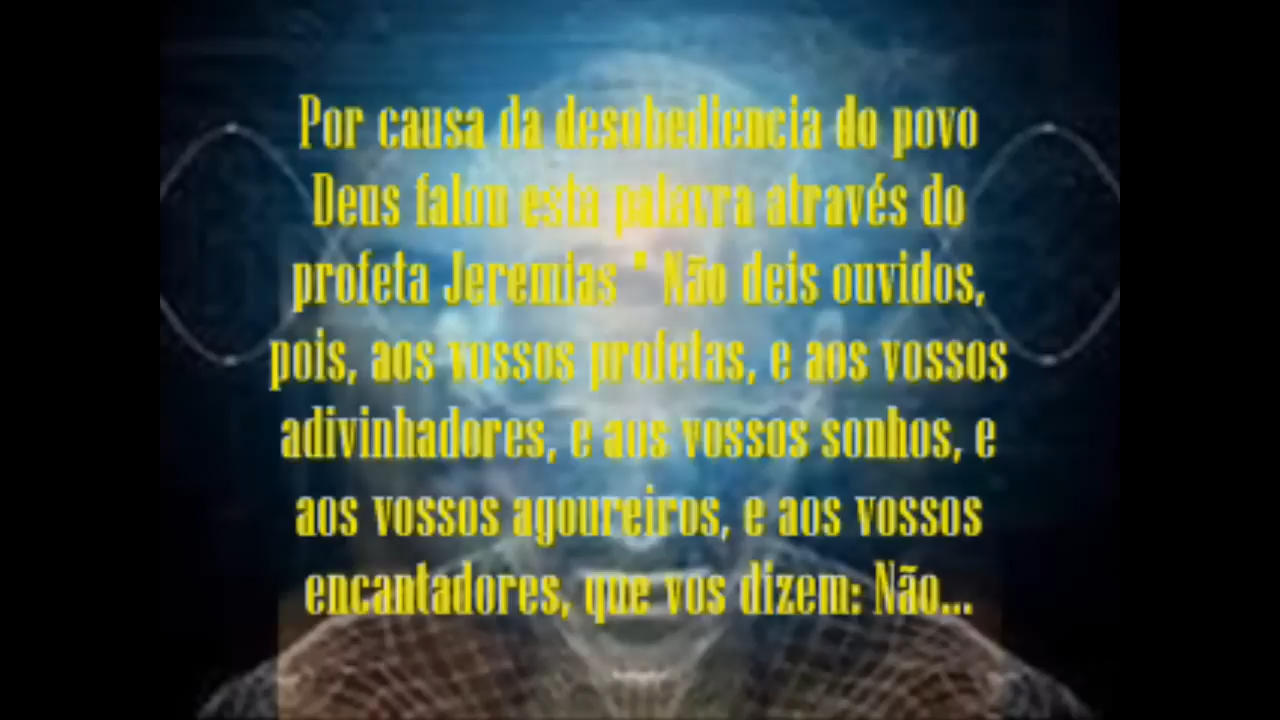 Por causa da desobediencia do povo
Deus falou esta palavra através do
profeta Jeremias " Não deis ouvidos,
pois, aos vossos profetas, e aos vossos
adivinhadores, e aos vossos sonhos, e
aos vossos agoureiros, e aos vossos
encantadores, que vos dizem: Não...